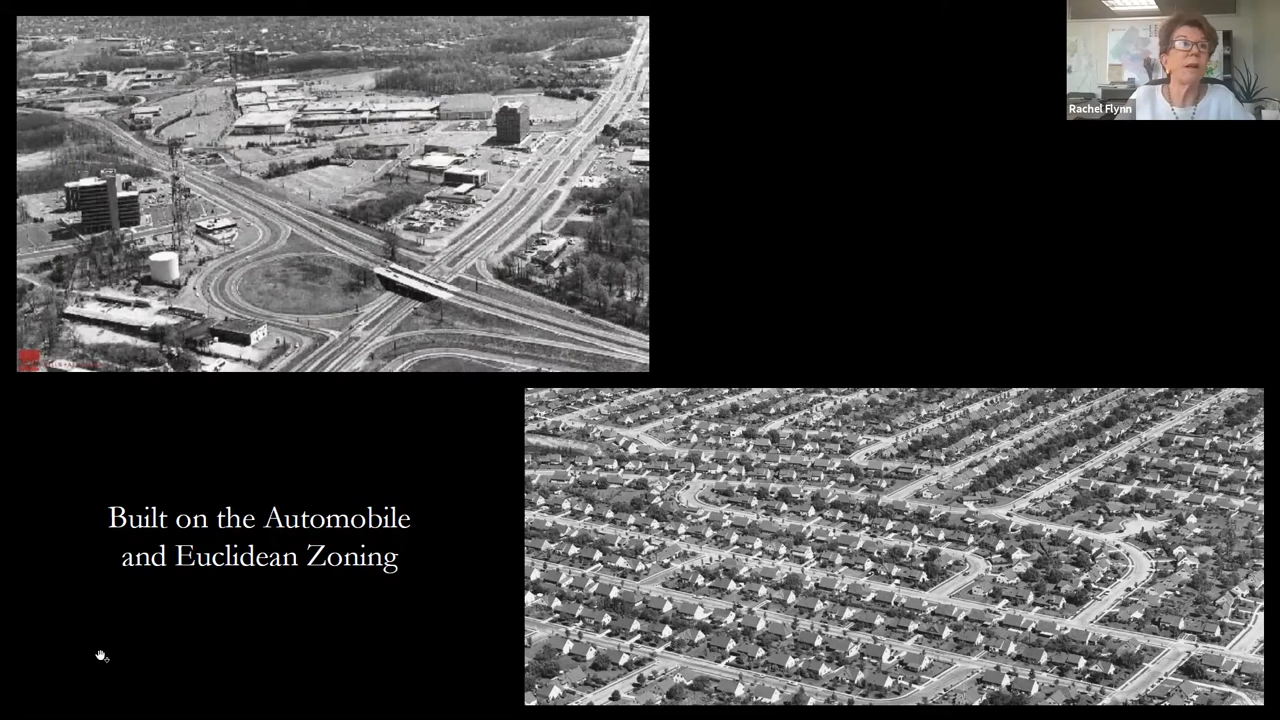 Rachel Flynn
Built on the Automobile
and Euclidean Zoning